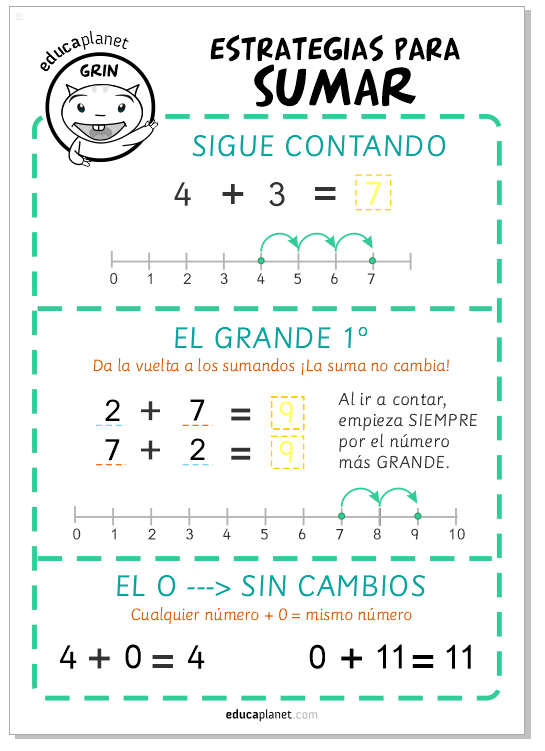 educaplanet
GRIN
ESTRATEGIAS PARA
SUMAR
SIGUE CONTANDO
4 + 3 = 7
0 1 2 3 4 5 6 7
EL GRANDE 1º
Da la vuelta a los sumandos ¡La suma no cambia!
2 + 7 = 9
7 + 2 = 9
Al ir a contar,
empieza SIEMPRE
por el número
más GRANDE.
0 1 2 3 4 5 6 7 8 9 10
EL 0 ---> SIN CAMBIOS
Cualquier número + 0 = mismo número
4 + 0 = 4
0 + 11 = 11
educaplanet.com